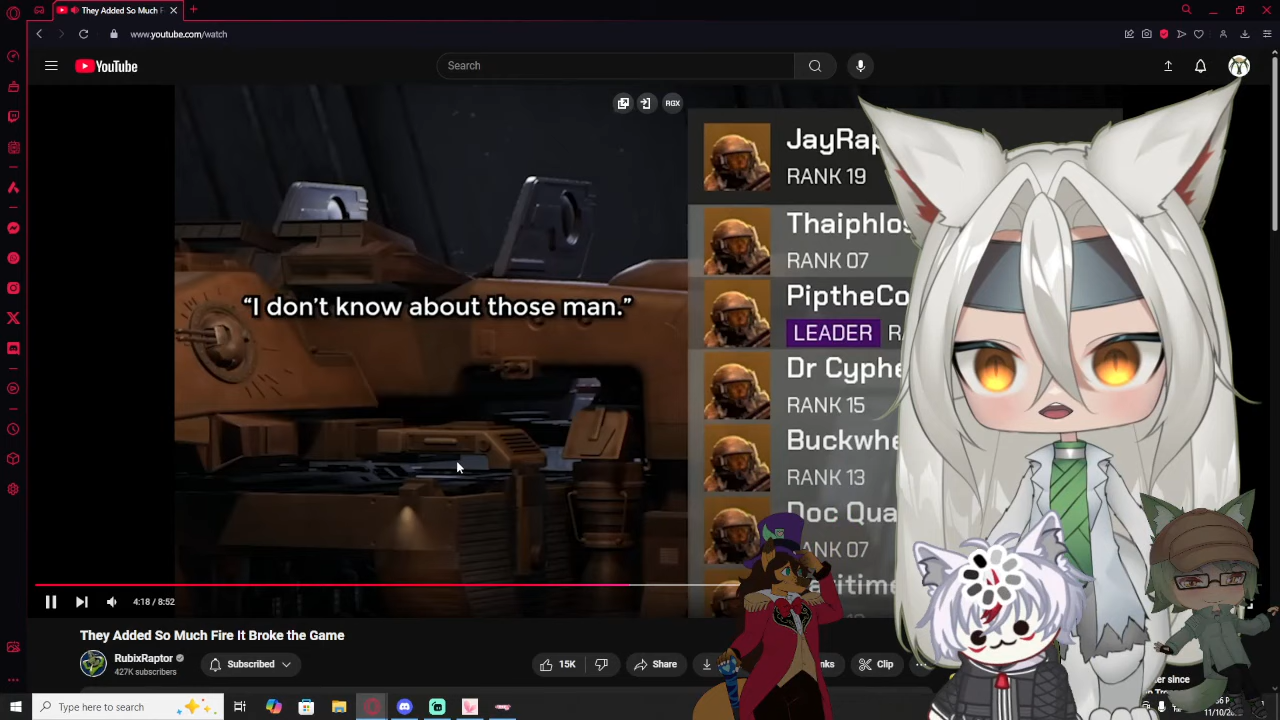 They Added So Much F
www.youtube.com/watch
YouTube
Search
RGX
JayRap
RANK 19
Thaiphlos
RANK 07
PiptheCo
LEADER R
Dr Cyphe
RANK 15
Buckwhe
RANK 13
Doc Qua
RANK 07
“I don’t know about those man.”
4:18 / 8:52
They Added So Much Fire It Broke the Game
RubixRaptor
427K subscribers
Subscribed
15K
Share
Clip
Type here to search